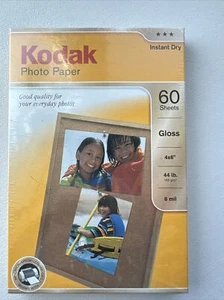 Kodak
Photo Paper
Instant Dry
Good quality for
your everyday photos
60
Sheets
Gloss
4x6"
44 lb.
8 mil